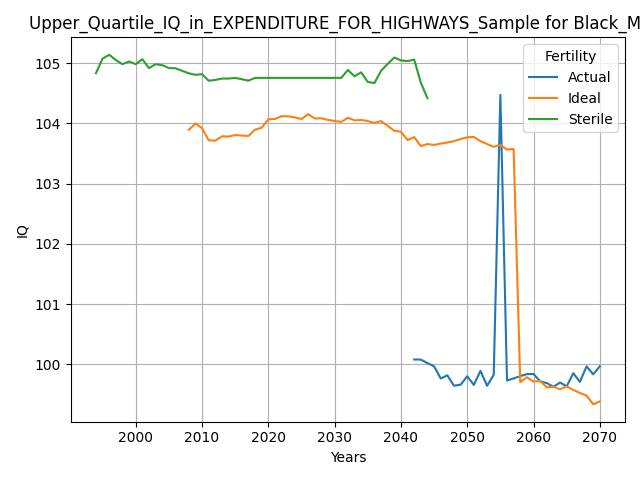 Upper_Quartile_IQ_in_EXPENDITURE_FOR_HIGHWAYS_Sample for Black_M
Fertility
Actual
Ideal
Sterile
105
104
103
102
101
100
IQ
2000 2010 2020 2030 2040 2050 2060 2070
Years